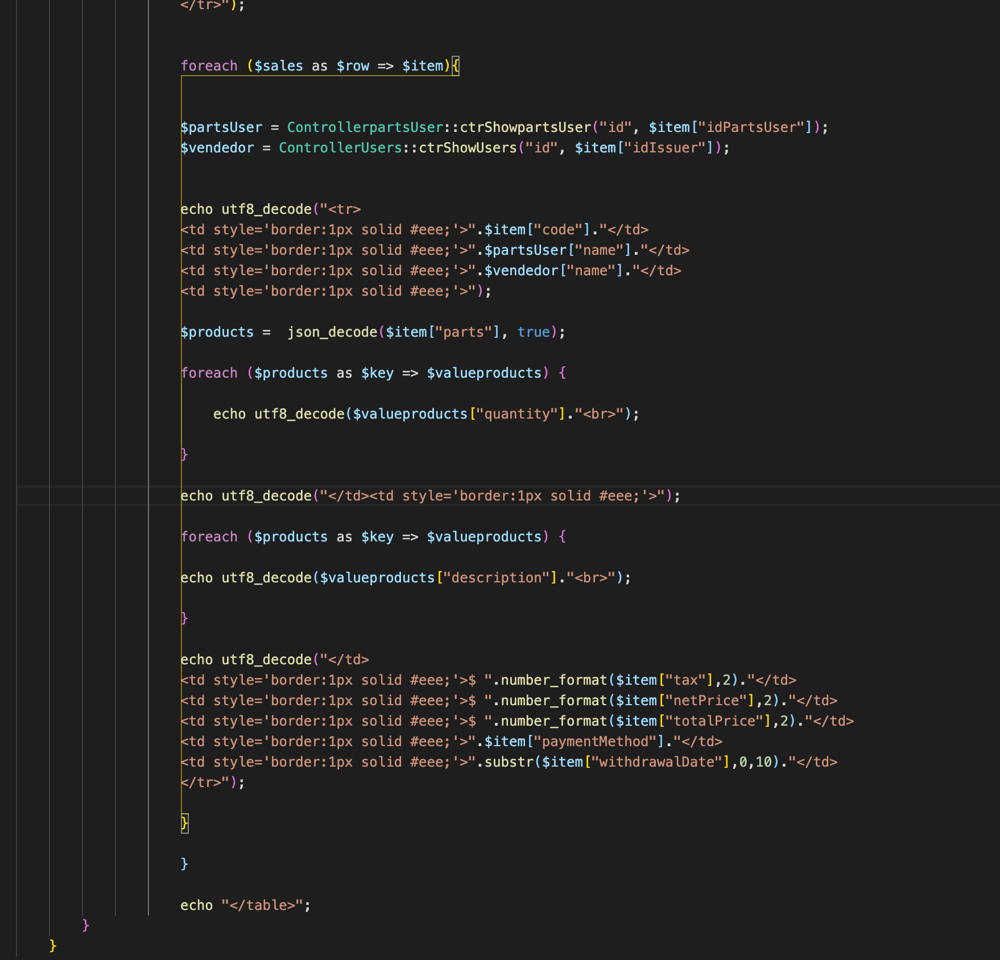 </tr>");
foreach ($sales as $row => $item){
$partsUser = ControllerpartsUser::ctrShowpartsUser("id", $item["idPartsUser"]);
$vendedor = ControllerUsers::ctrShowUsers("id", $item["idIssuer"]);
echo utf8_decode("<tr>
<td style='border:1px solid #eee;'>".$item["code"]."</td>
<td style='border:1px solid #eee;'>".$partsUser["name"]."</td>
<td style='border:1px solid #eee;'>".$vendedor["name"]."</td>
<td style='border:1px solid #eee;'>");
$products =  json_decode($item["parts"], true);
foreach ($products as $key => $valueproducts) {
echo utf8_decode($valueproducts["quantity"]."<br>");
}
echo utf8_decode("</td><td style='border:1px solid #eee;'>");
foreach ($products as $key => $valueproducts) {
echo utf8_decode($valueproducts["description"]."<br>");
}
echo utf8_decode("</td>
<td style='border:1px solid #eee;'>$ ".number_format($item["tax"],2)."</td>
<td style='border:1px solid #eee;'>$ ".number_format($item["netPrice"],2)."</td>
<td style='border:1px solid #eee;'>$ ".number_format($item["totalPrice"],2)."</td>
<td style='border:1px solid #eee;'>".$item["paymentMethod"]."</td>
<td style='border:1px solid #eee;'>".substr($item["withdrawalDate"],0,10)."</td>
</tr>");
}
}
echo "</table>";
}
}